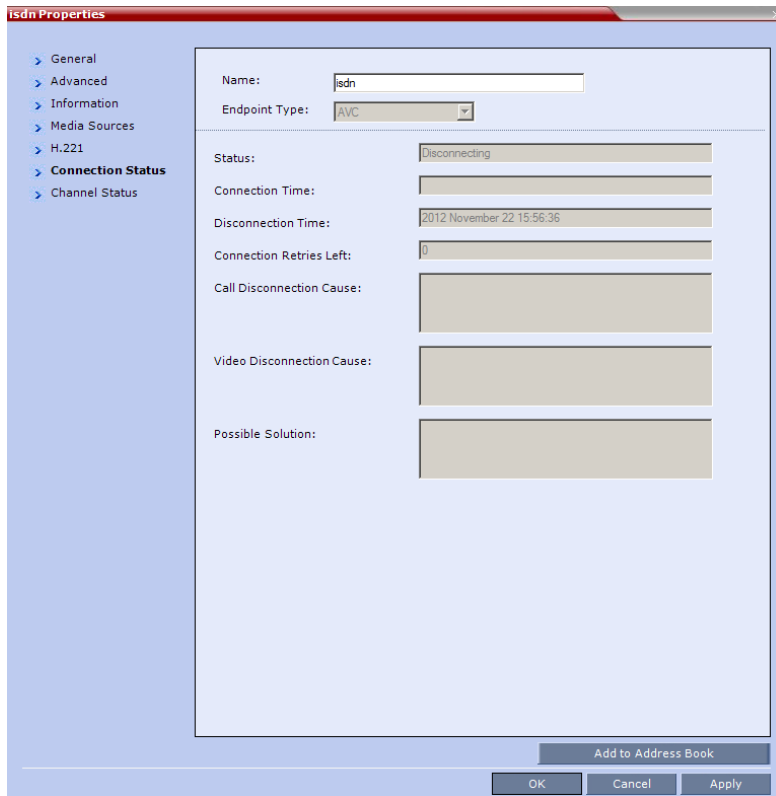 isdn Properties
General
Advanced
Information
Media Sources
H.221
Connection Status
Channel Status
Name: isdn
Endpoint Type: AVC
Status: Disconnecting
Connection Time:
Disconnection Time: 2012 November 22 15:56:36
Connection Retries Left: 0
Call Disconnection Cause:
Video Disconnection Cause:
Possible Solution:
Add to Address Book
OK Cancel Apply